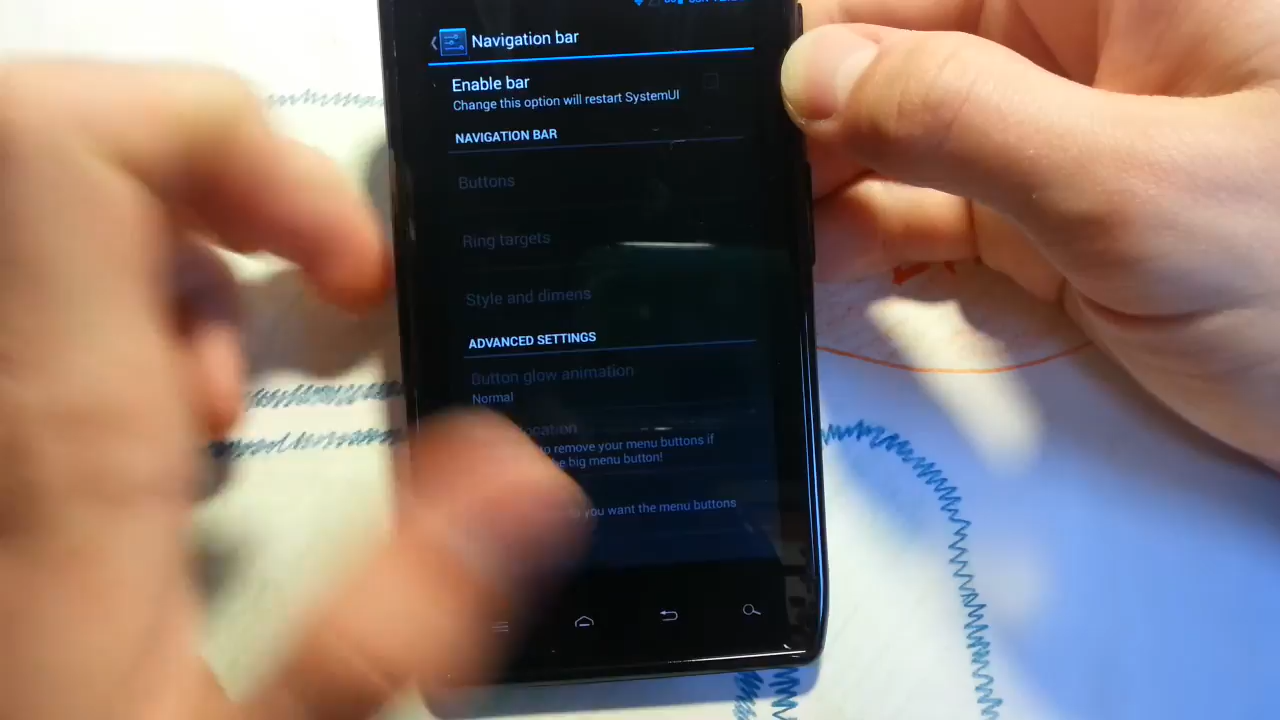 Navigation bar
Enable bar
Change this option will restart SystemUI
NAVIGATION BAR
Buttons
Ring targets
Style and dimens
ADVANCED SETTINGS
Button glow animation
Normal
location
to remove your menu buttons if
the big menu button!
you want the menu buttons